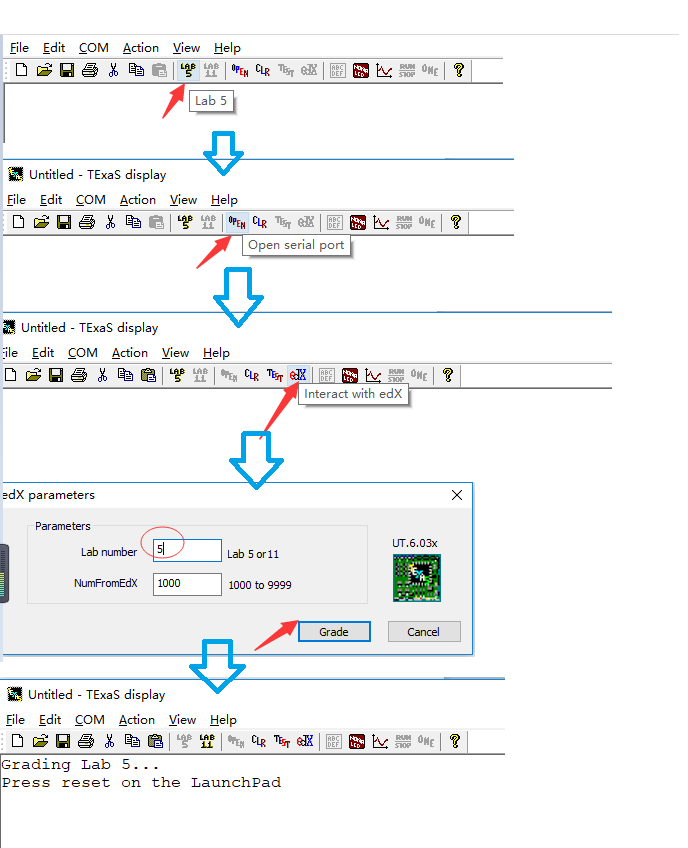 File Edit COM Action View Help
LAB 5 LAB 11 OPEN CLR TEST edX ABC DEF RUN STOP ONE ?
Lab 5
Untitled - TExaS display
File Edit COM Action View Help
LAB 5 LAB 11 OPEN CLR TEST edX ABC DEF RUN STOP ONE ?
Open serial port
Untitled - TExaS display
File Edit COM Action View Help
LAB 5 LAB 11 OPEN CLR TEST edX ABC DEF RUN STOP ONE ?
Interact with edX
edX parameters
Parameters
Lab number 5 Lab 5 or11
UT.6.03x
NumFromEdX 1000 1000 to 9999
Grade Cancel
Untitled - TExaS display
File Edit COM Action View Help
LAB 5 LAB 11 OPEN CLR TEST edX ABC DEF RUN STOP ONE ?
Grading Lab 5...
Press reset on the LaunchPad